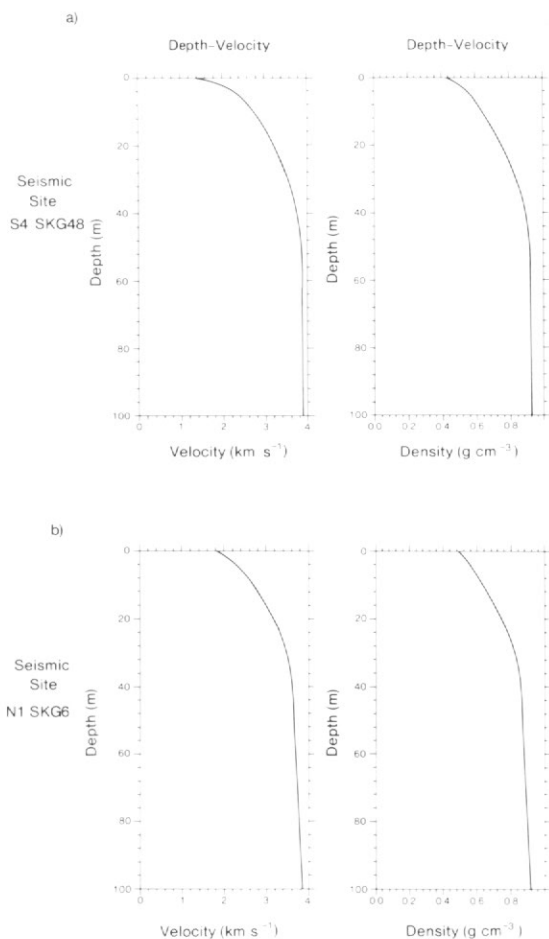 a)
Depth-Velocity
Depth-Velocity
Seismic
Site
S4 SKG48
Depth (m)
0
20
40
60
80
100
0 1 2 3 4
Velocity (km s⁻¹)
Depth (m)
0
20
40
60
80
100
0.0 0.2 0.4 0.6 0.8
Density (g cm⁻³)
b)
Seismic
Site
N1 SKG6
Depth (m)
0
20
40
60
80
100
0 1 2 3 4
Velocity (km s⁻¹)
Depth (m)
0
20
40
60
80
100
0.0 0.2 0.4 0.6 0.8
Density (g cm⁻³)